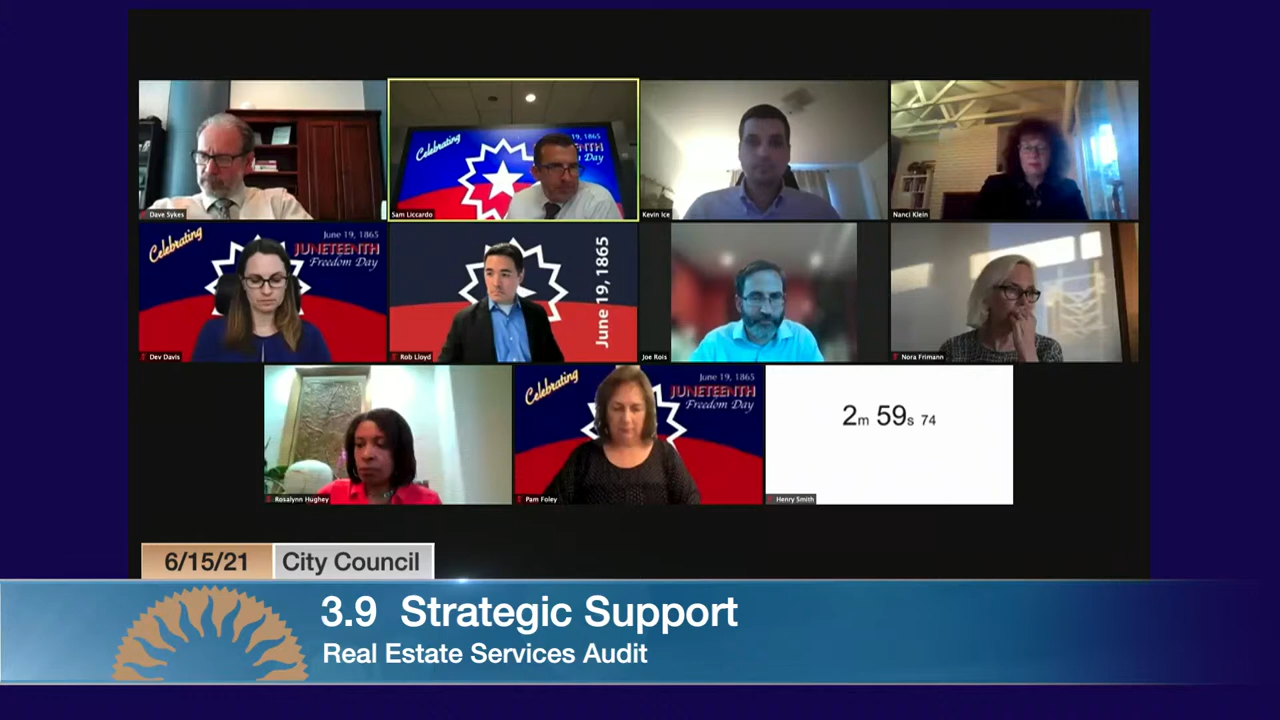 Celebrating
19, 1865
JUNETEENTH
Day
Dave Sykes
Sam Liccardo
Kevin Ice
Nanci Klein
Celebrating
June 19, 1865
JUNETEENTH
Freedom Day
June 19, 1865
Dev Davis
Rob Lloyd
Joe Rois
Nora Frimann
Celebrating
June 19, 1865
JUNETEENTH
Freedom Day
2m 59s 74
Rosalynn Hughey
Pam Foley
Henry Smith
6/15/21
City Council
3.9 Strategic Support
Real Estate Services Audit